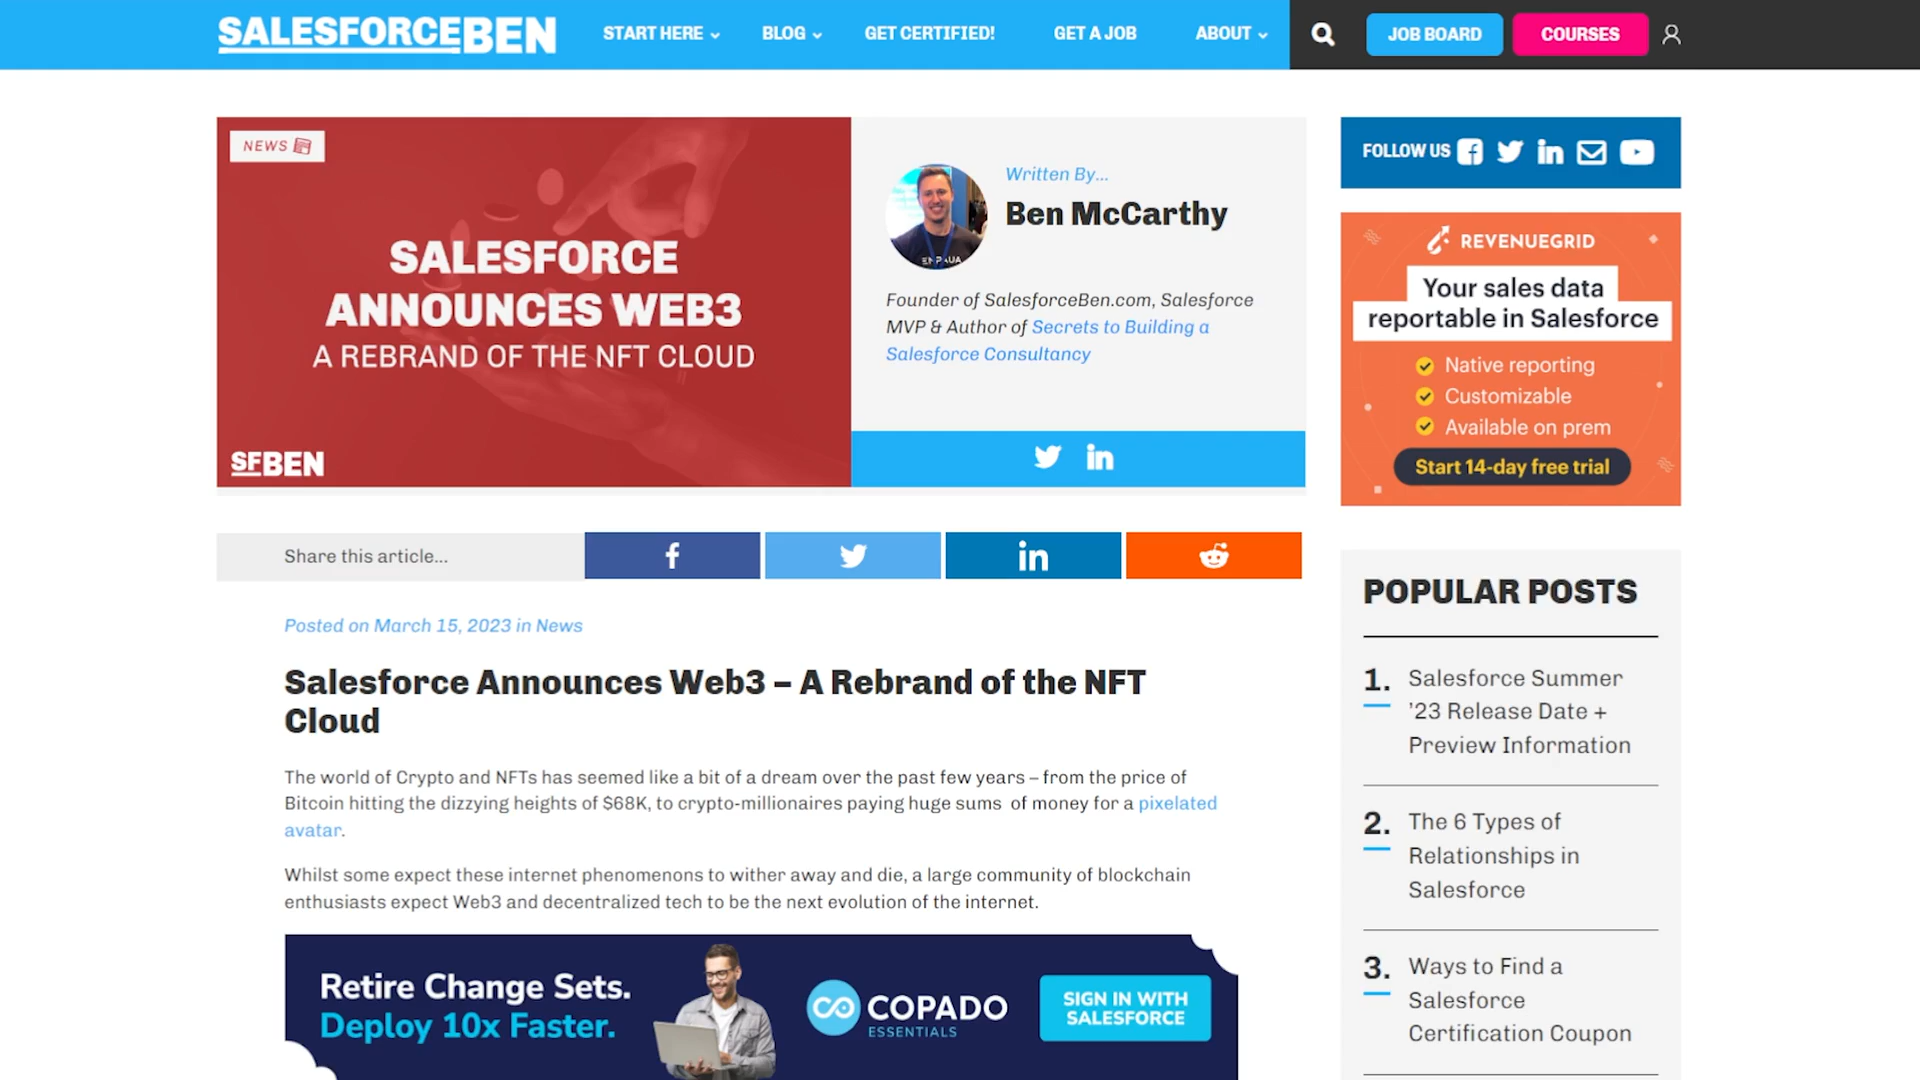 SALESFORCEBEN
START HERE
BLOG
GET CERTIFIED!
GET A JOB
ABOUT
JOB BOARD
COURSES
NEWS
SALESFORCE
ANNOUNCES WEB3
A REBRAND OF THE NFT CLOUD
SFBEN
Written By...
Ben McCarthy
EMPAUA
Founder of SalesforceBen.com, Salesforce
MVP & Author of Secrets to Building a
Salesforce Consultancy
FOLLOW US
REVENUEGRID
Your sales data
reportable in Salesforce
Native reporting
Customizable
Available on prem
Start 14-day free trial
Share this article...
Posted on March 15, 2023 in News
Salesforce Announces Web3 – A Rebrand of the NFT
Cloud
The world of Crypto and NFTs has seemed like a bit of a dream over the past few years – from the price of
Bitcoin hitting the dizzying heights of $68K, to crypto-millionaires paying huge sums of money for a pixelated
avatar.
Whilst some expect these internet phenomenons to wither away and die, a large community of blockchain
enthusiasts expect Web3 and decentralized tech to be the next evolution of the internet.
Retire Change Sets.
Deploy 10x Faster.
COPADO
ESSENTIALS
SIGN IN WITH
SALESFORCE
POPULAR POSTS
1. Salesforce Summer
'23 Release Date +
Preview Information
2. The 6 Types of
Relationships in
Salesforce
3. Ways to Find a
Salesforce
Certification Coupon